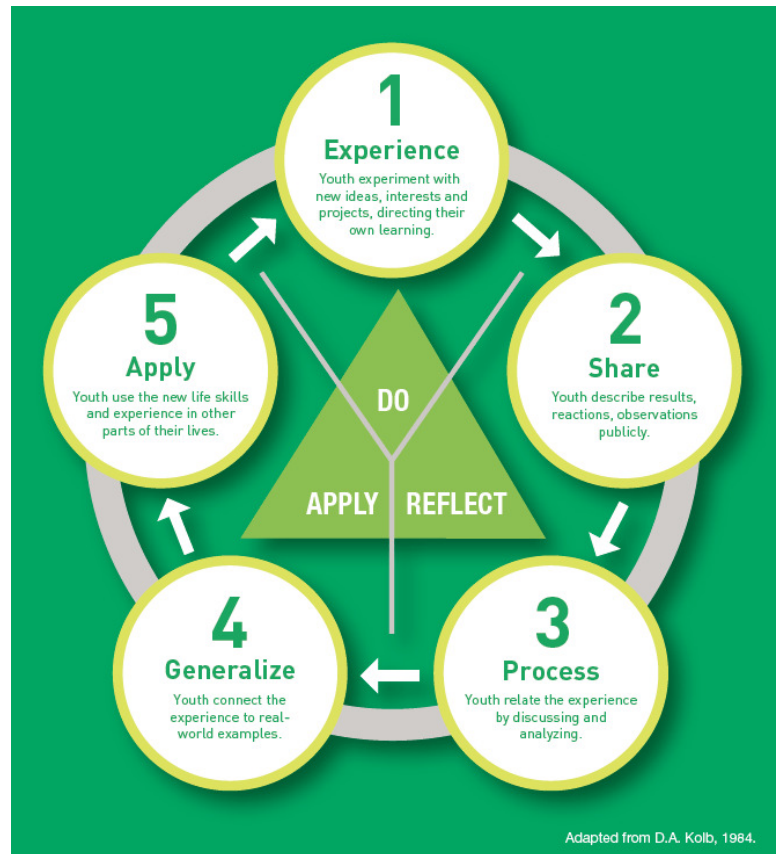 1
Experience
Youth experiment with
new ideas, interests and
projects, directing their
own learning.
2
Share
Youth describe results,
reactions, observations
publicly.
3
Process
Youth relate the experience
by discussing and
analyzing.
4
Generalize
Youth connect the
experience to real-
world examples.
5
Apply
Youth use the new life skills
and experience in other
parts of their lives.
DO
APPLY REFLECT
Adapted from D.A. Kolb, 1984.